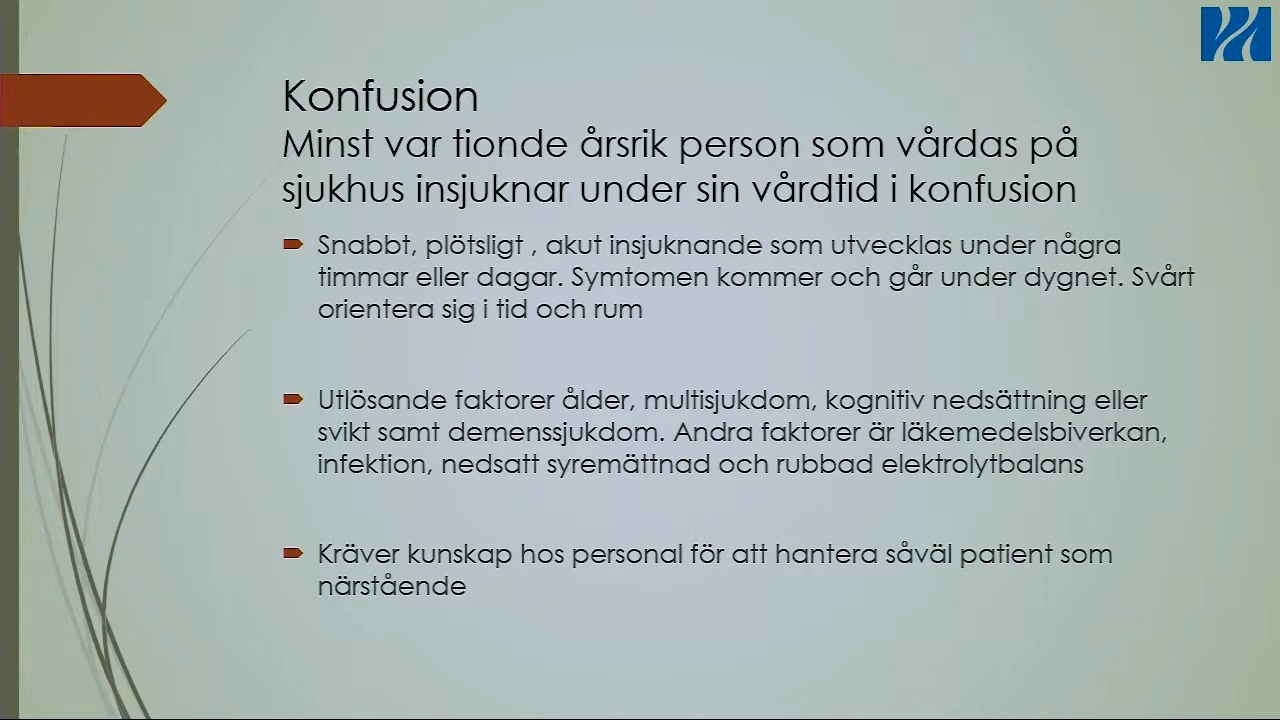 Konfusion
Minst var tionde årsrik person som vårdas på
sjukhus insjuknar under sin vårdtid i konfusion
Snabbt, plötsligt , akut insjuknande som utvecklas under några
timmar eller dagar. Symtomen kommer och går under dygnet. Svårt
orientera sig i tid och rum
Utlösande faktorer ålder, multisjukdom, kognitiv nedsättning eller
svikt samt demenssjukdom. Andra faktorer är läkemedelsbiverkan,
infektion, nedsatt syremättnad och rubbad elektrolytbalans
Kräver kunskap hos personal för att hantera såväl patient som
närstående